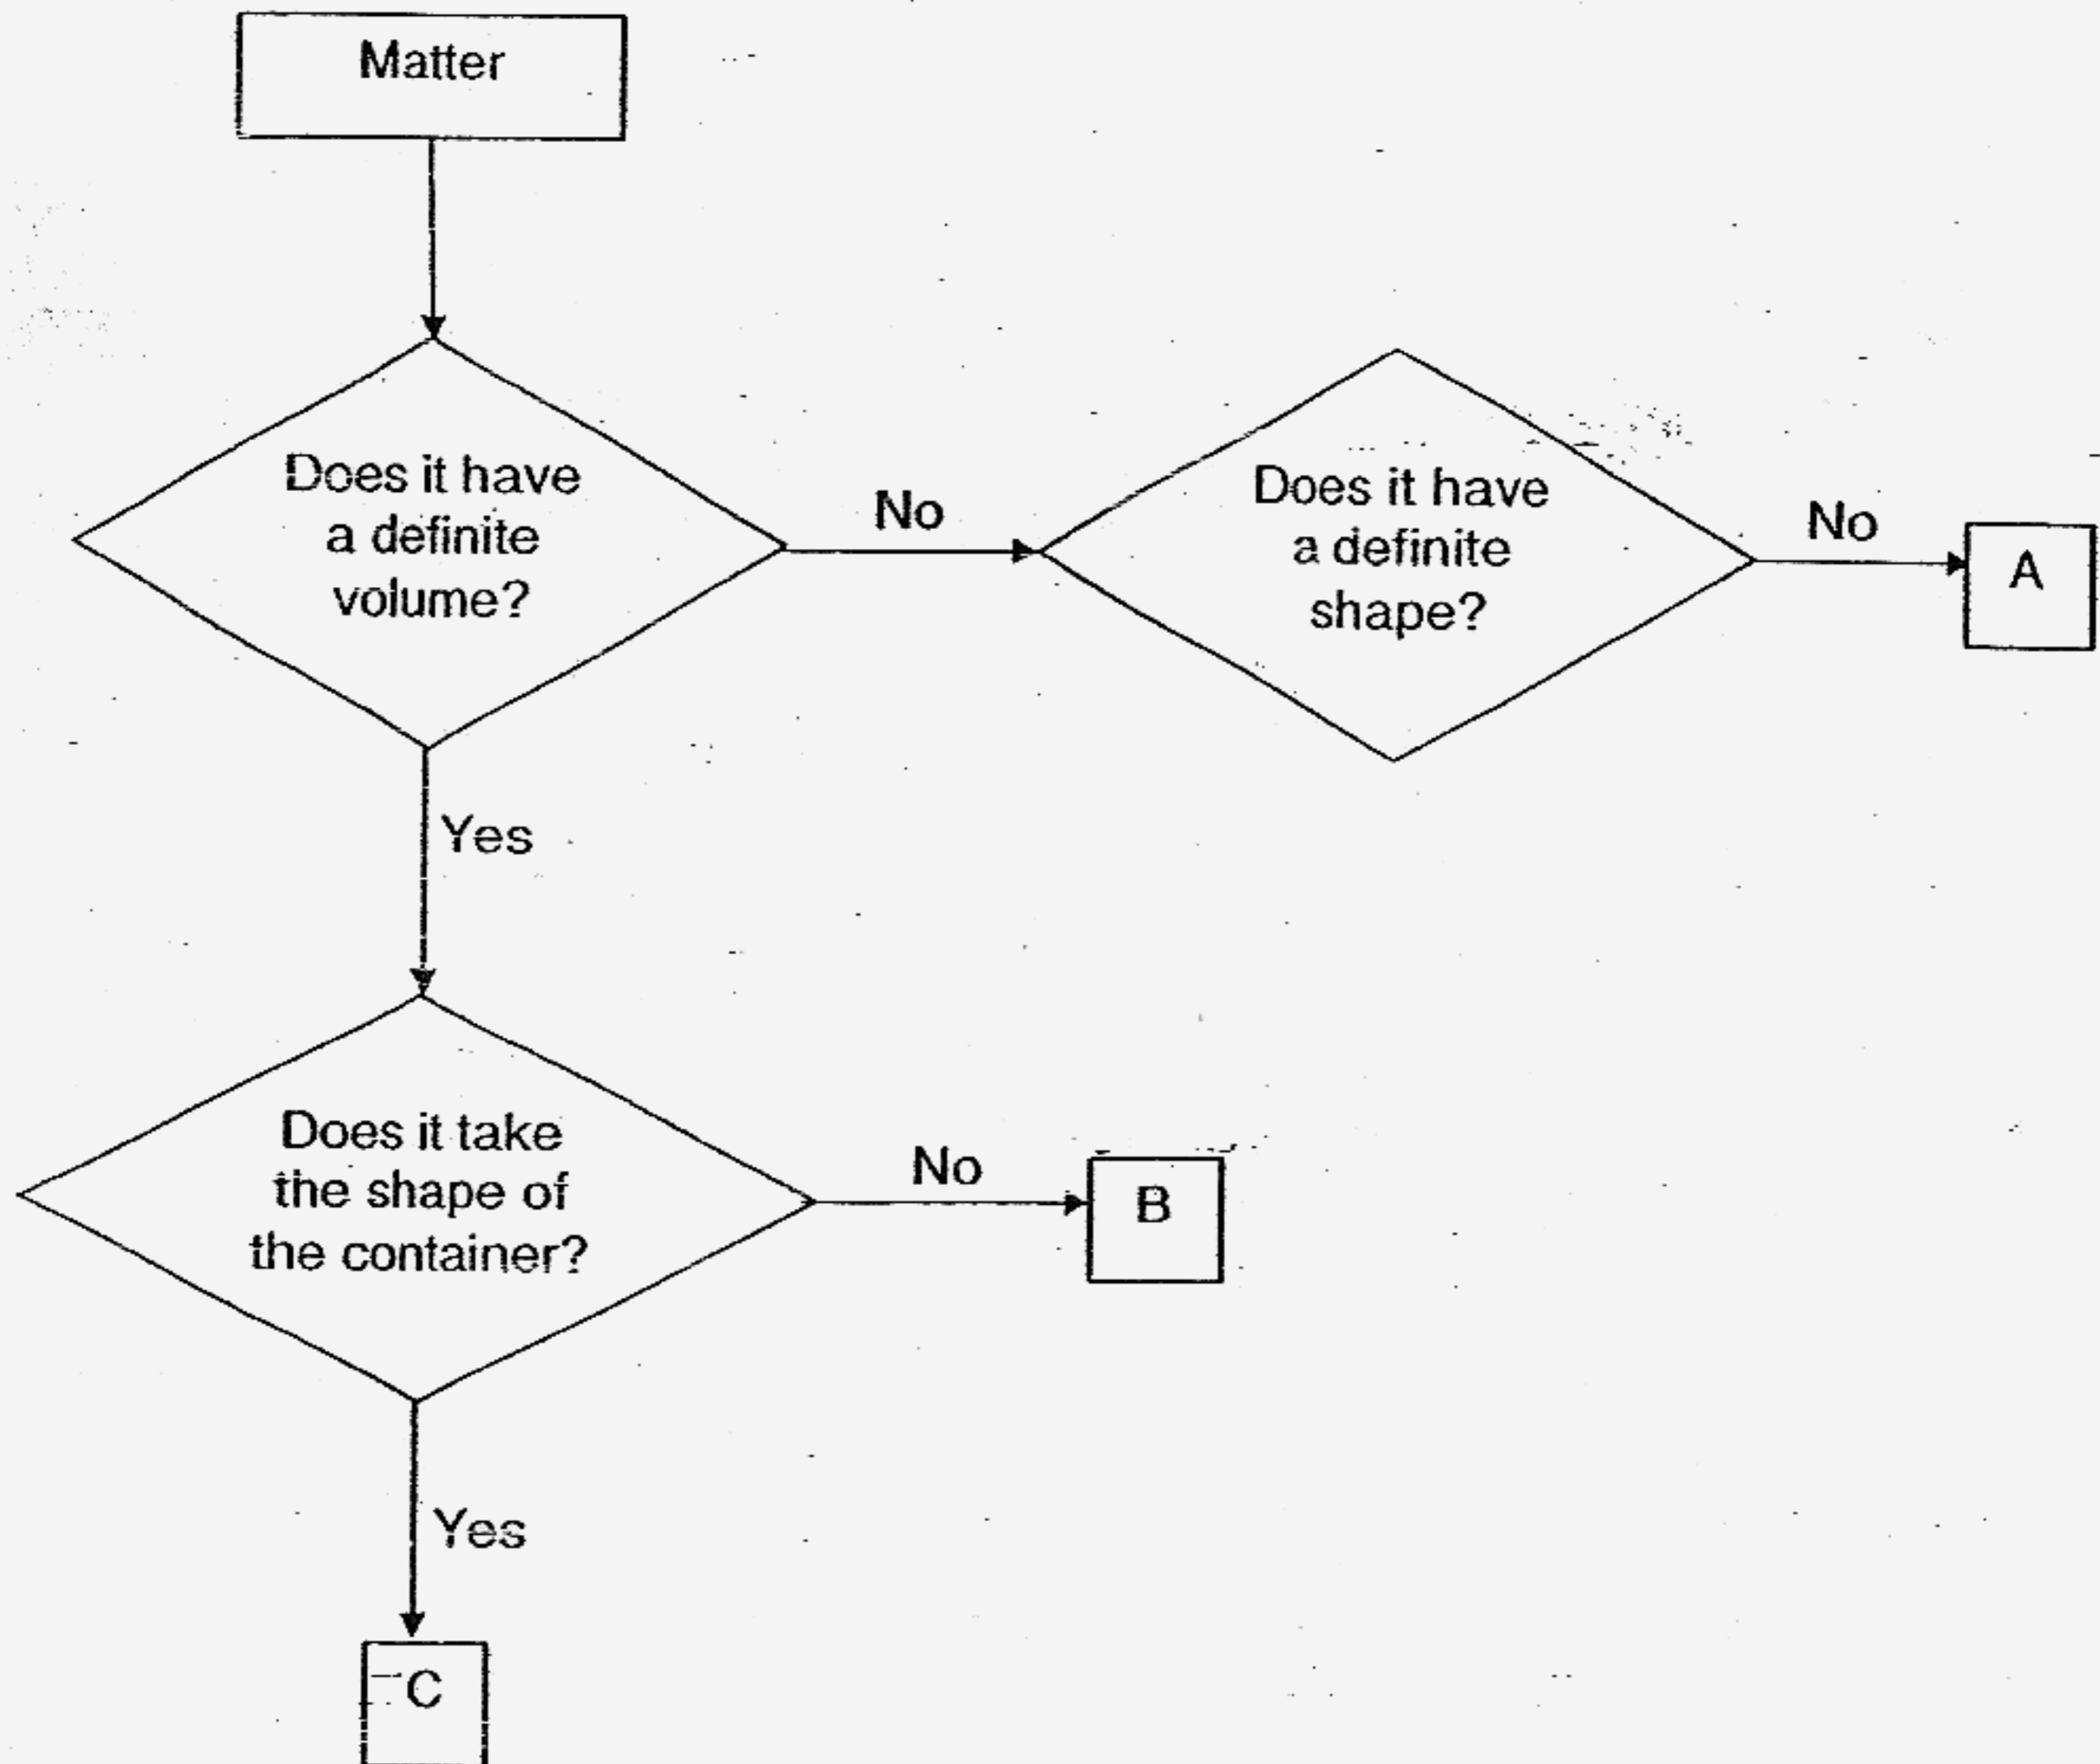 Matter
Does it have
a definite
volume?
No
Does it have
a definite
shape?
No
A
Yes
Does it take
the shape of
the container?
No
B
Yes
C